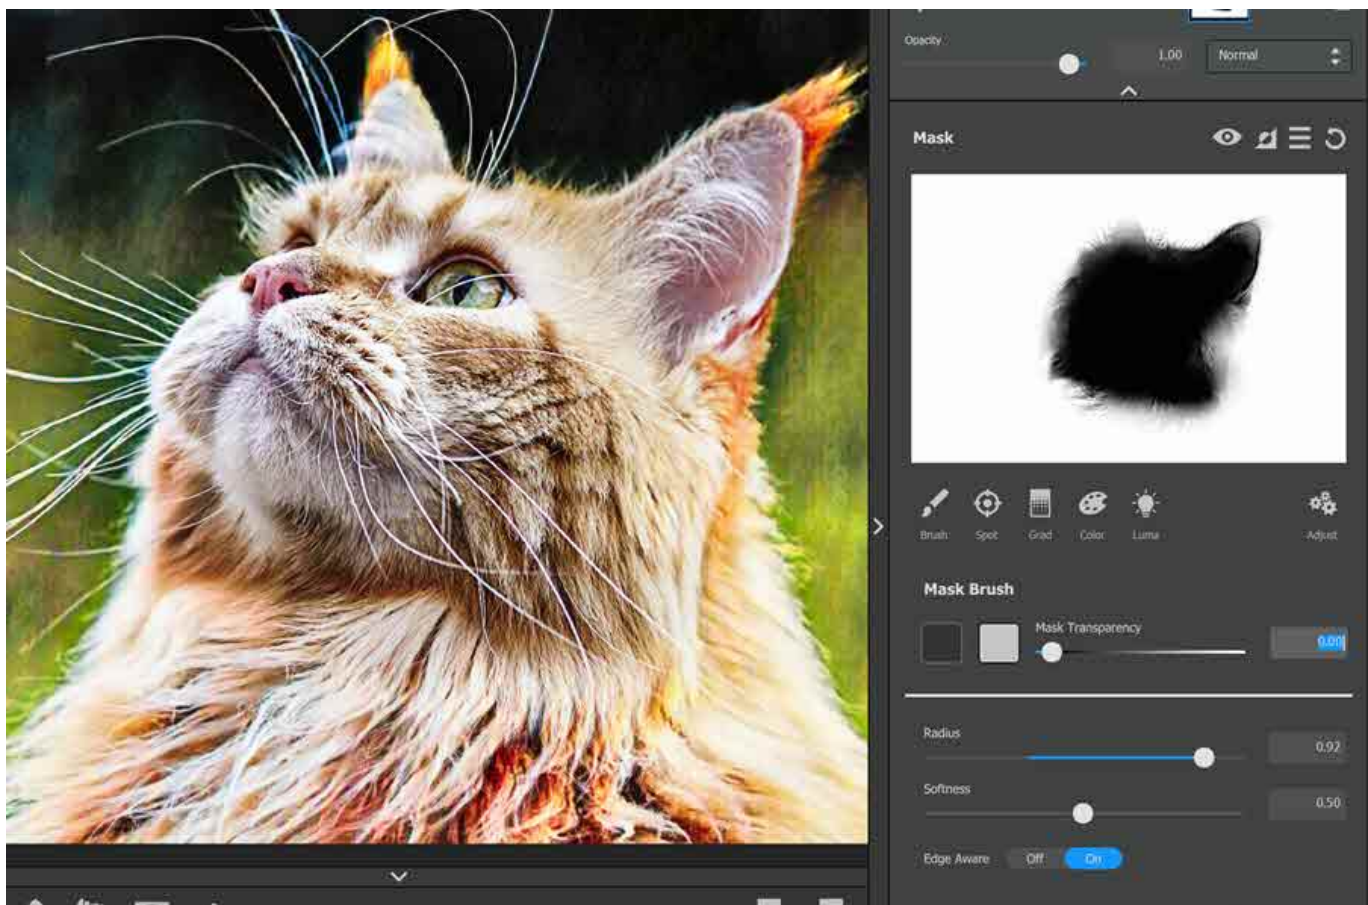 Opacity
1.00
Normal
Mask
Brush
Spot
Grad
Color
Luma
Adjust
Mask Brush
Mask Transparency
0.00
Radius
0.92
Softness
0.50
Edge Aware
Off
On